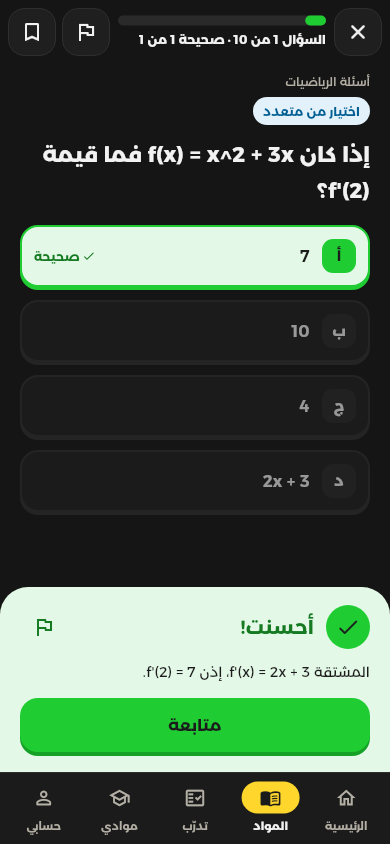 السؤال 1 من 10 · صحيحة 1 من 1
أسئلة الرياضيات
اختيار من متعدد
إذا كان f(x) = x^2 + 3x فما قيمة
f'(2)؟
أ 7 صحيحة
ب 10
ج 4
د 2x + 3
أحسنت!
المشتقة f'(x) = 2x + 3، إذن f'(2) = 7.
متابعة
الرئيسية المواد تدرّب موادي حسابي